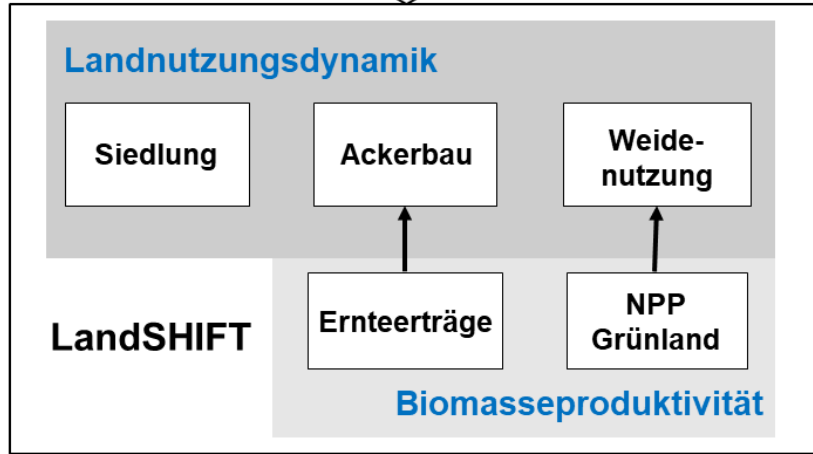 Landnutzungsdynamik
Siedlung
Ackerbau
Weide-
nutzung
Ernteerträge
NPP
Grünland
LandSHIFT
Biomasseproduktivität